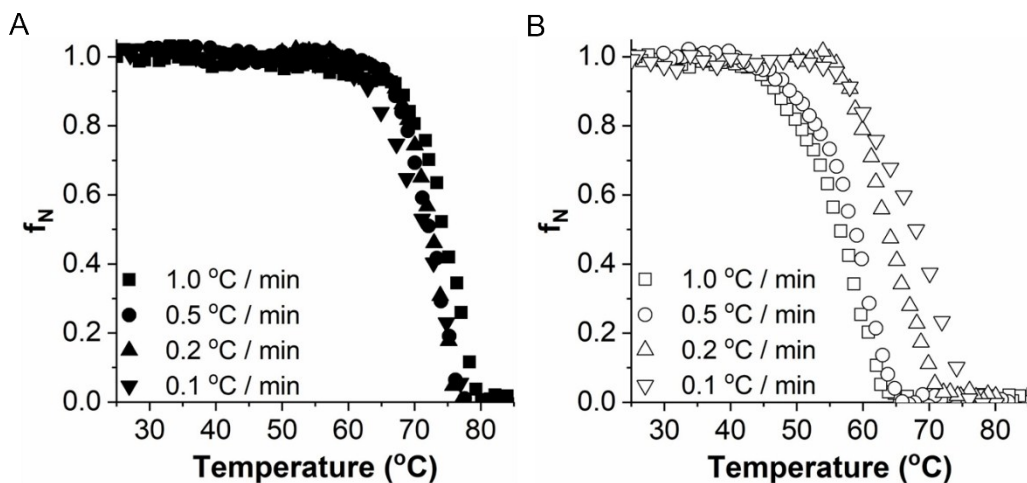 A
1.0
0.8
0.6
0.4
0.2
0.0
f_N
1.0 °C / min
0.5 °C / min
0.2 °C / min
0.1 °C / min
30 40 50 60 70 80
Temperature (°C)
B
1.0
0.8
0.6
0.4
0.2
0.0
f_N
1.0 °C / min
0.5 °C / min
0.2 °C / min
0.1 °C / min
30 40 50 60 70 80
Temperature (°C)